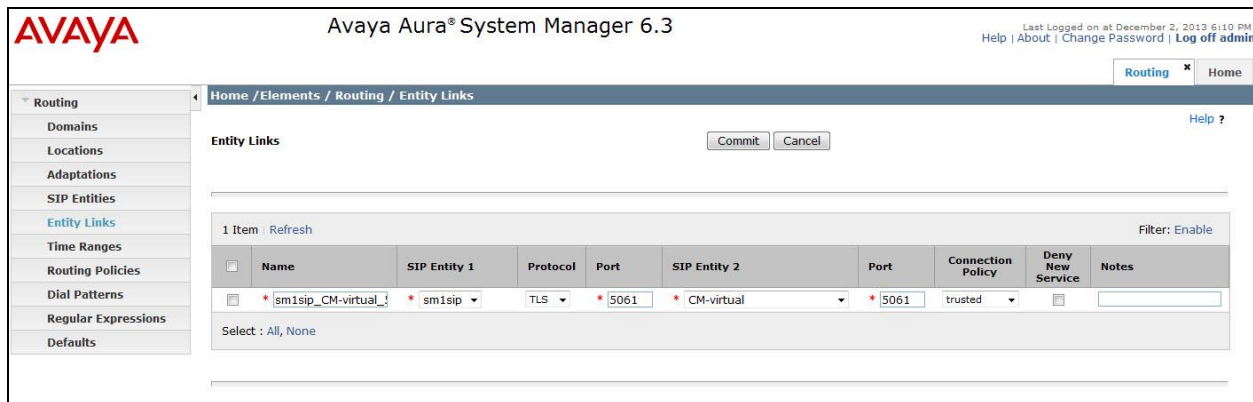 AVAYA
Avaya Aura® System Manager 6.3
Last Logged on at December 2, 2013 6:10 PM
Help | About | Change Password | Log off admin
Routing × Home
Routing
Domains
Locations
Adaptations
SIP Entities
Entity Links
Time Ranges
Routing Policies
Dial Patterns
Regular Expressions
Defaults
Home /Elements / Routing / Entity Links
Help ?
Entity Links
Commit Cancel
1 Item Refresh
Filter: Enable
Name SIP Entity 1 Protocol Port SIP Entity 2 Port Connection Policy Deny New Service Notes
* sm1sip_CM-virtual_ * sm1sip TLS * 5061 * CM-virtual * 5061 trusted
Select : All, None